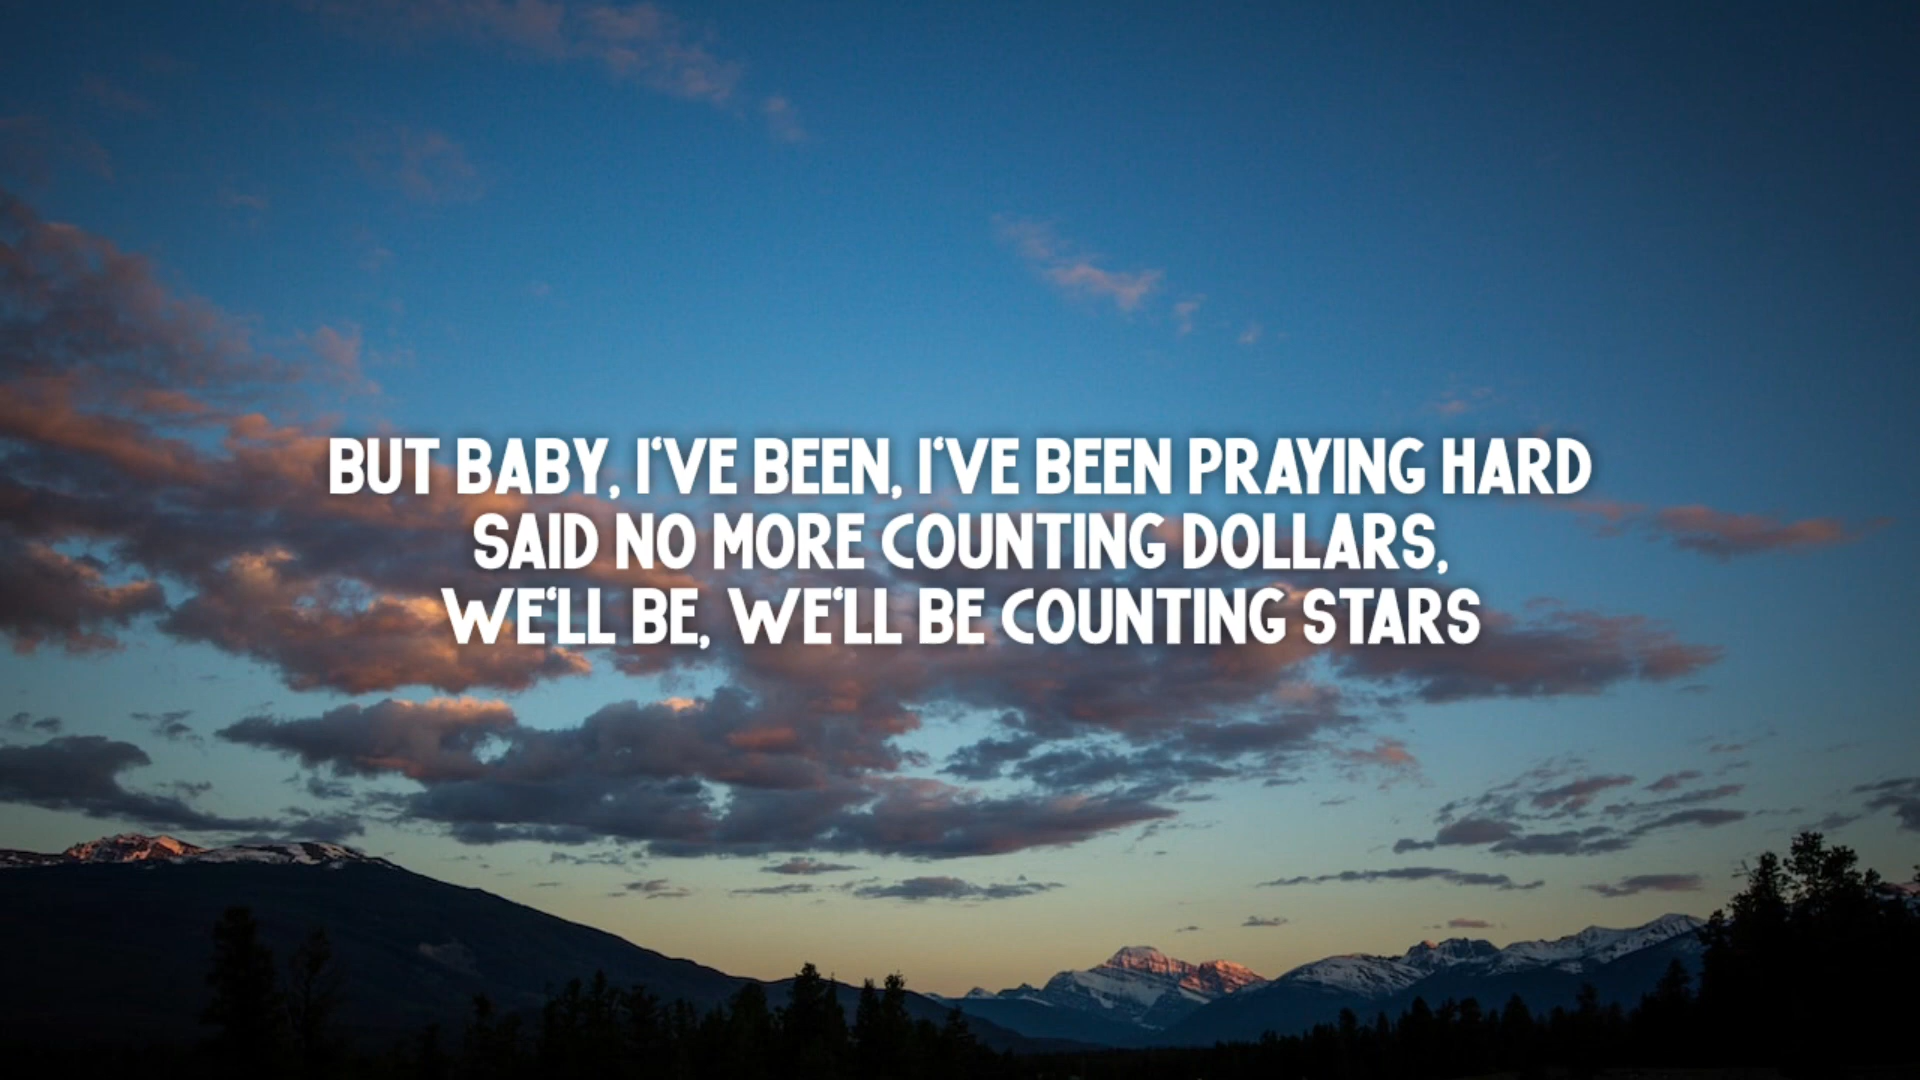 BUT BABY, I'VE BEEN, I'VE BEEN PRAYING HARD
SAID NO MORE COUNTING DOLLARS,
WE'LL BE, WE'LL BE COUNTING STARS